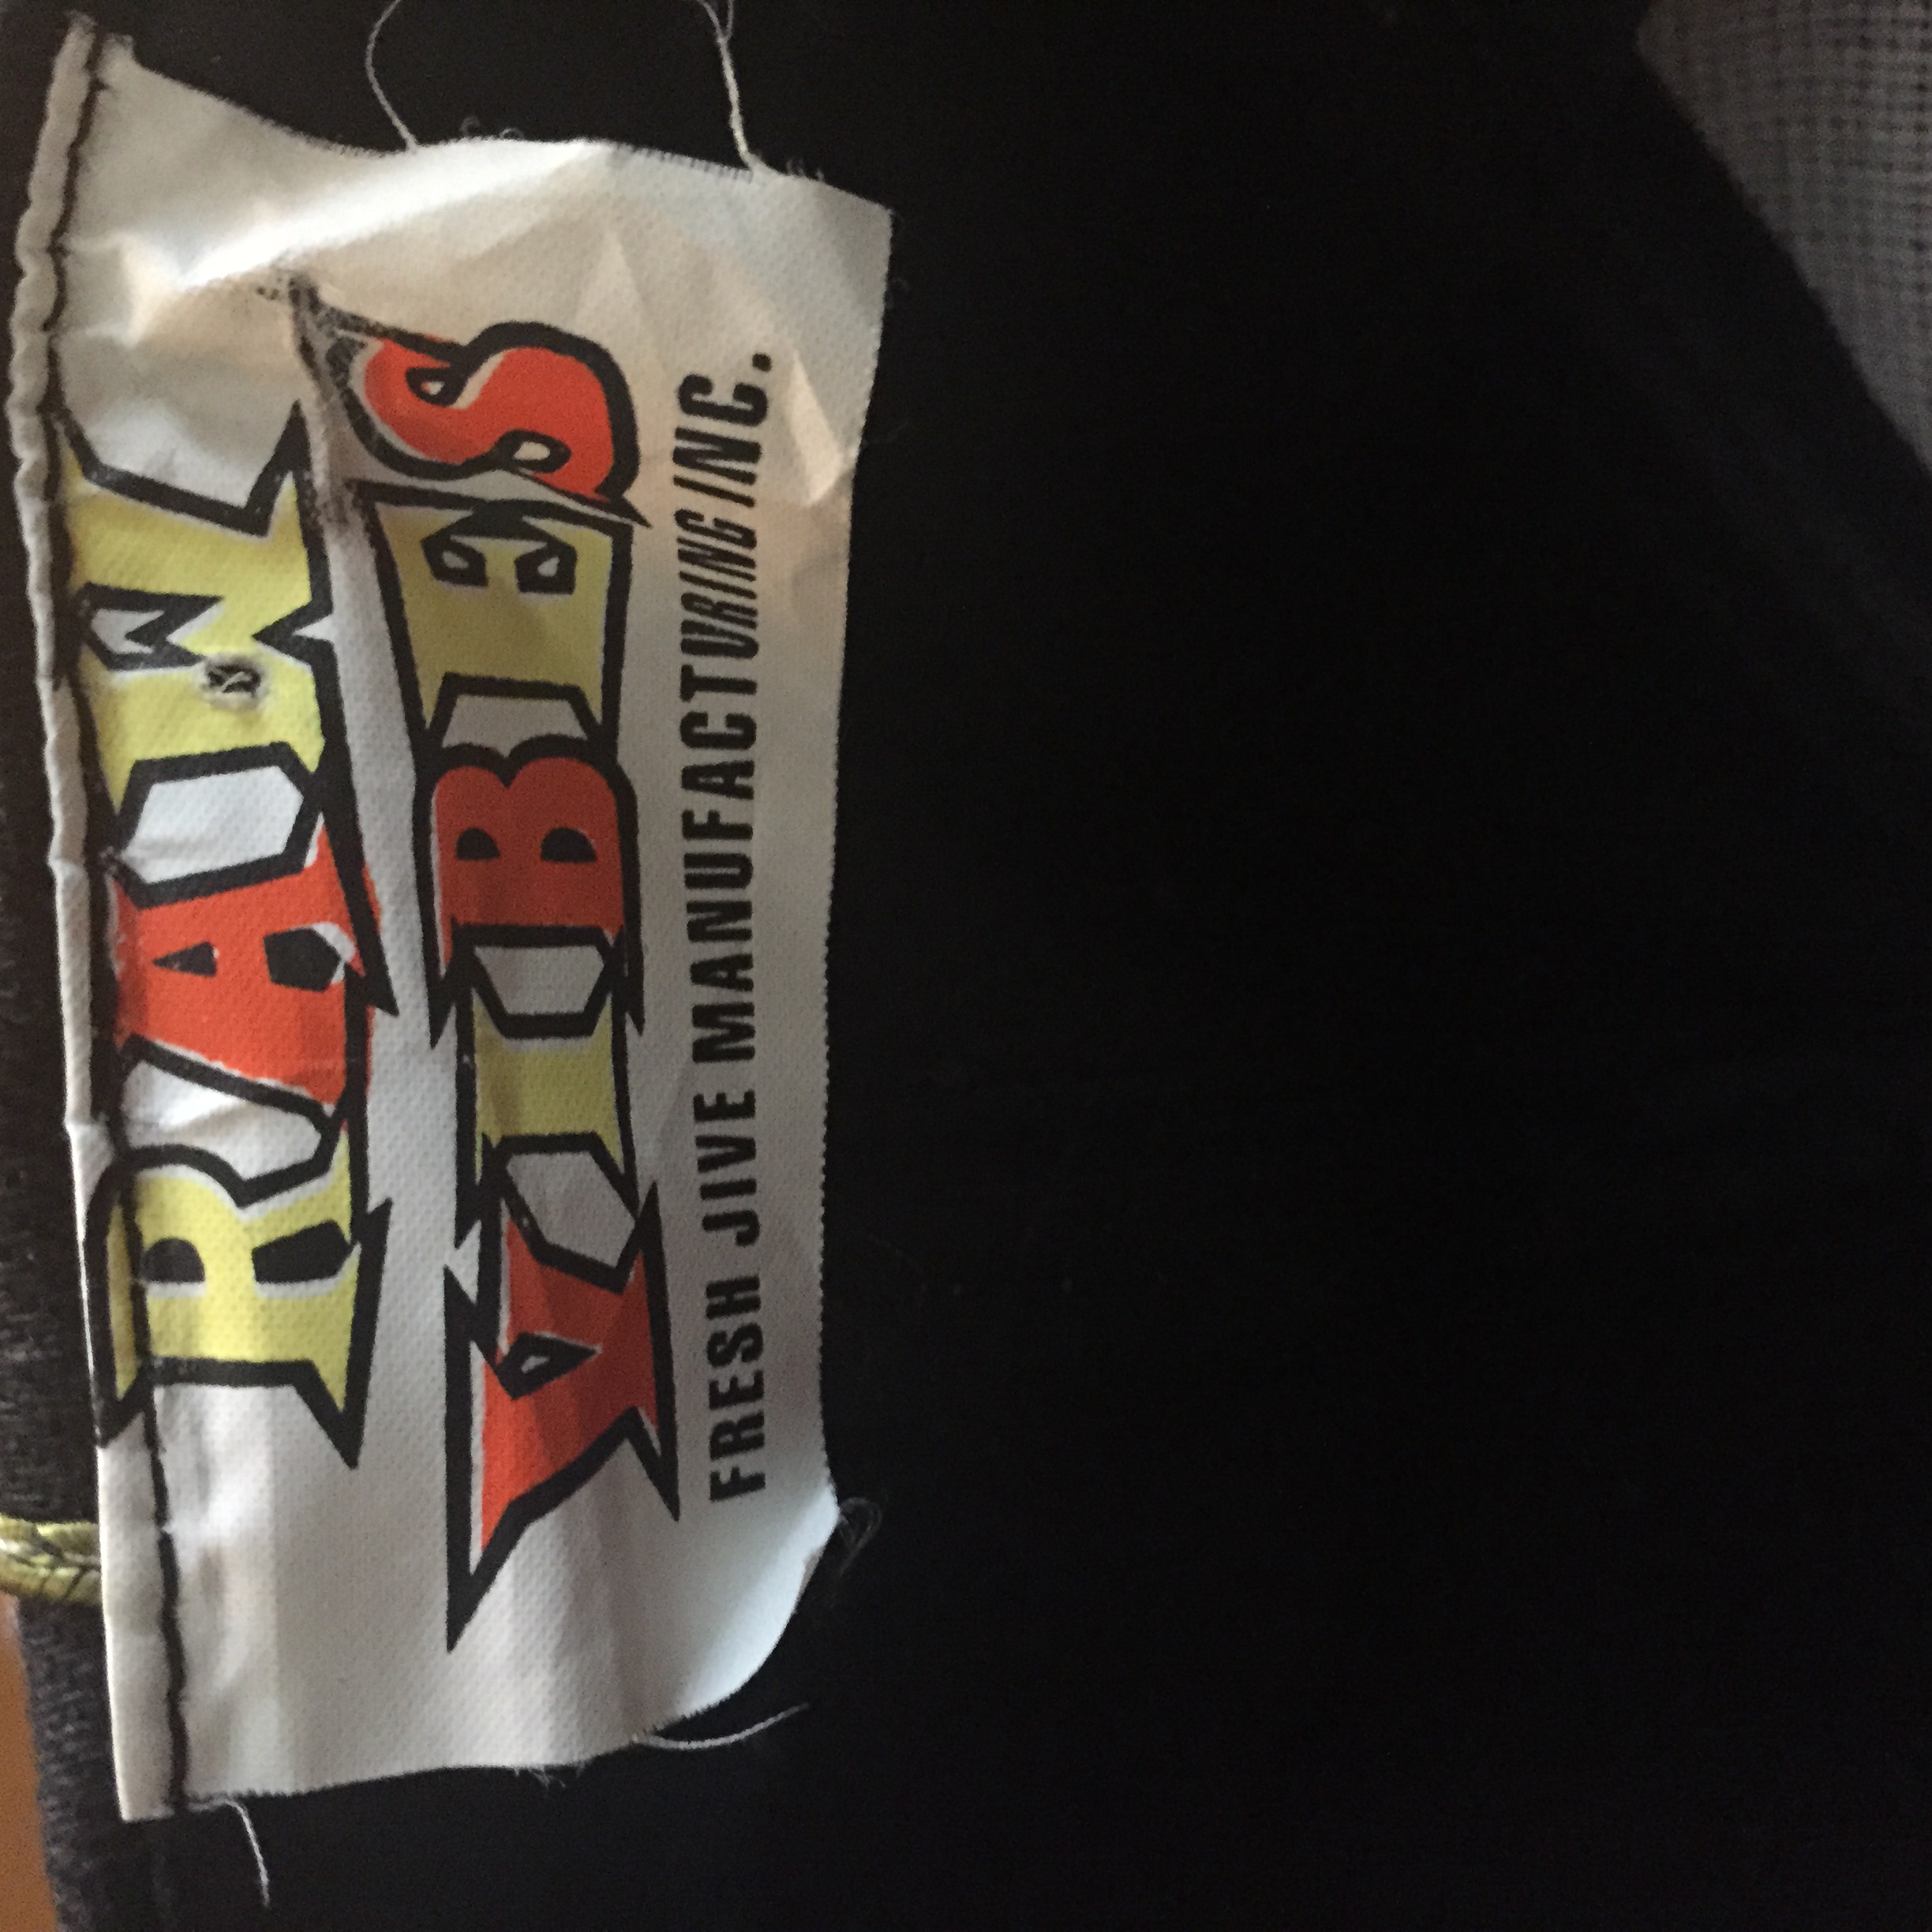 RAW
VIBES
FRESH JIVE MANUFACTURING INC.